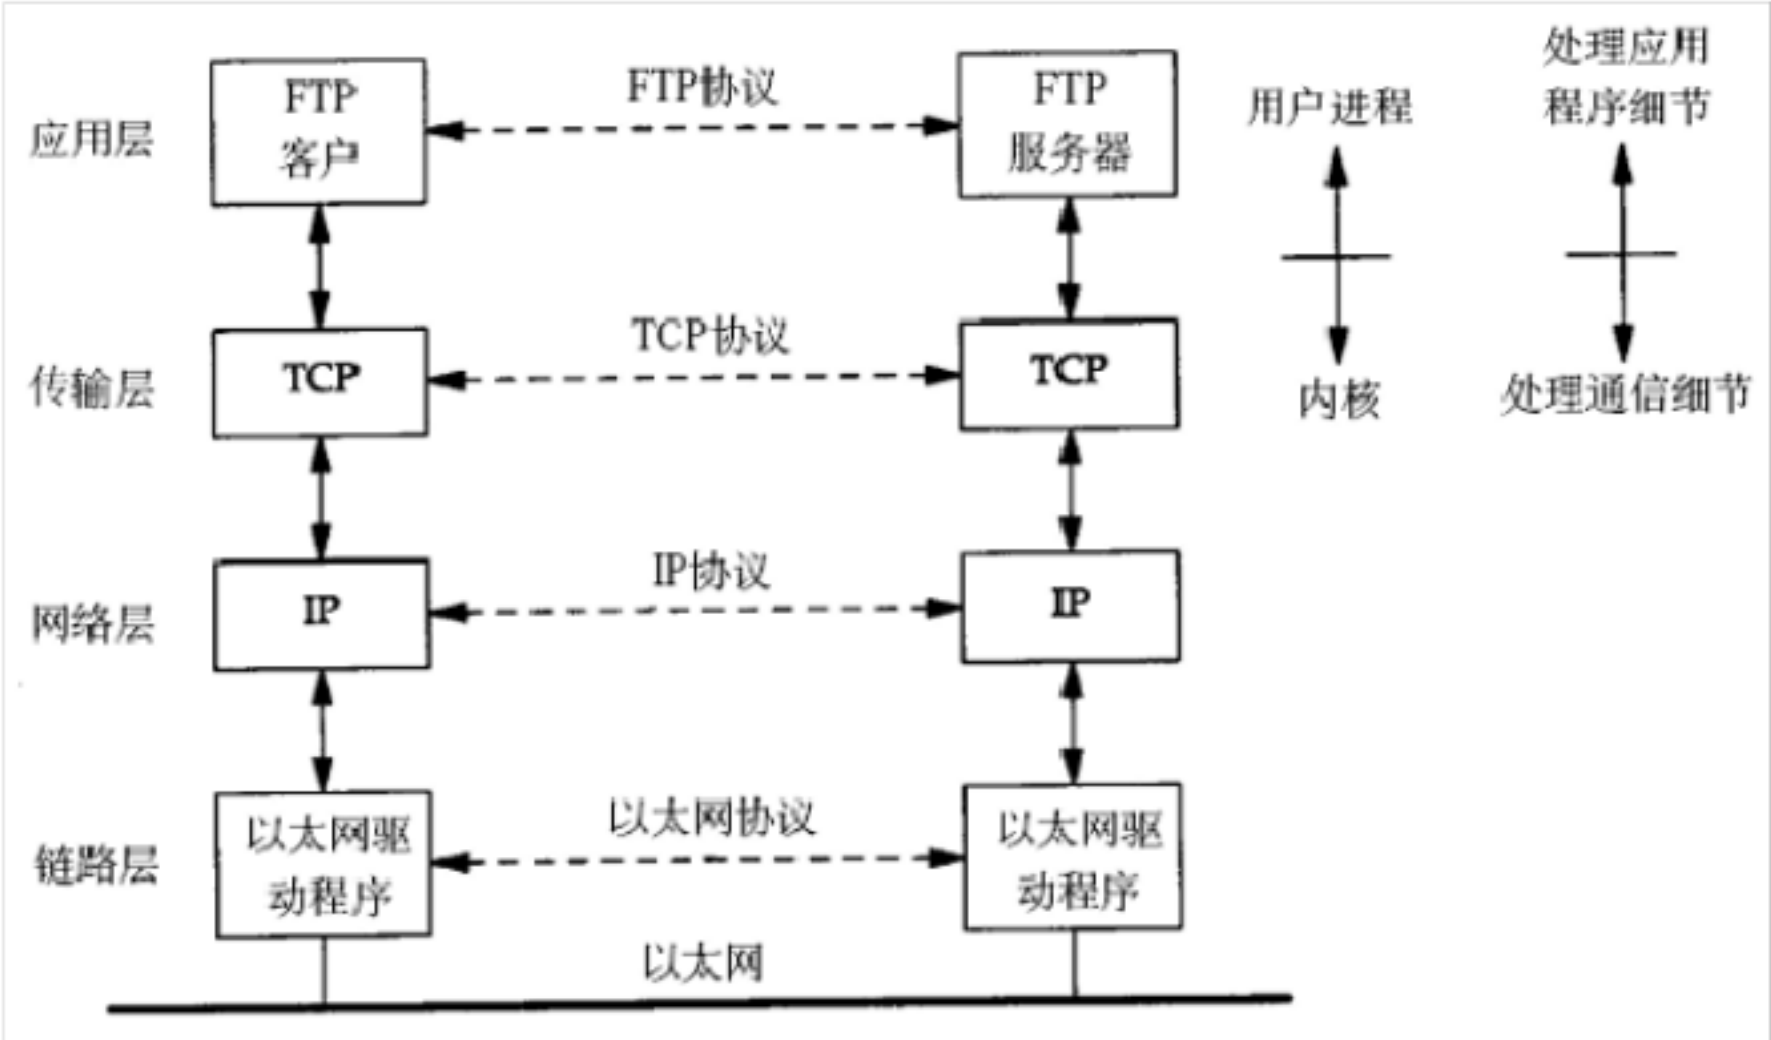 应用层
FTP
客户
FTP协议
FTP
服务器
用户进程
处理应用
程序细节
传输层
TCP
TCP协议
TCP
内核
处理通信细节
网络层
IP
IP协议
IP
链路层
以太网驱
动程序
以太网协议
以太网驱
动程序
以太网